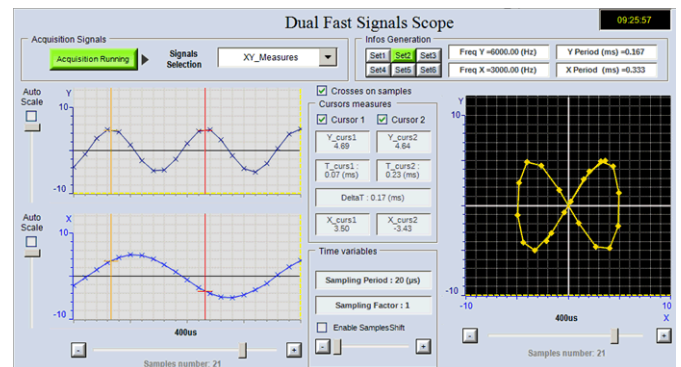 Dual Fast Signals Scope
09:25:57
Acquisition Signals
Acquisition Running
Signals Selection
XY_Measures
Infos Generation
Set1 Set2 Set3
Set4 Set5 Set6
Freq Y =6000.00 (Hz)
Y Period (ms) =0.167
Freq X =3000.00 (Hz)
X Period (ms) =0.333
Auto Scale
Y
10
-10
Auto Scale
X
10
-10
400us
- +
Samples number: 21
Crosses on samples
Cursors measures
Cursor 1 Cursor 2
Y_curs1 4.69
Y_curs2 4.64
T_curs1 : 0.07 (ms)
T_curs2 : 0.23 (ms)
DeltaT : 0.17 (ms)
X_curs1 3.50
X_curs2 -3.43
Time variables
Sampling Period : 20 (µs)
Sampling Factor : 1
Enable SamplesShift
- +
Y
10
-10
-10 10
400us
X
- +
Samples number: 21